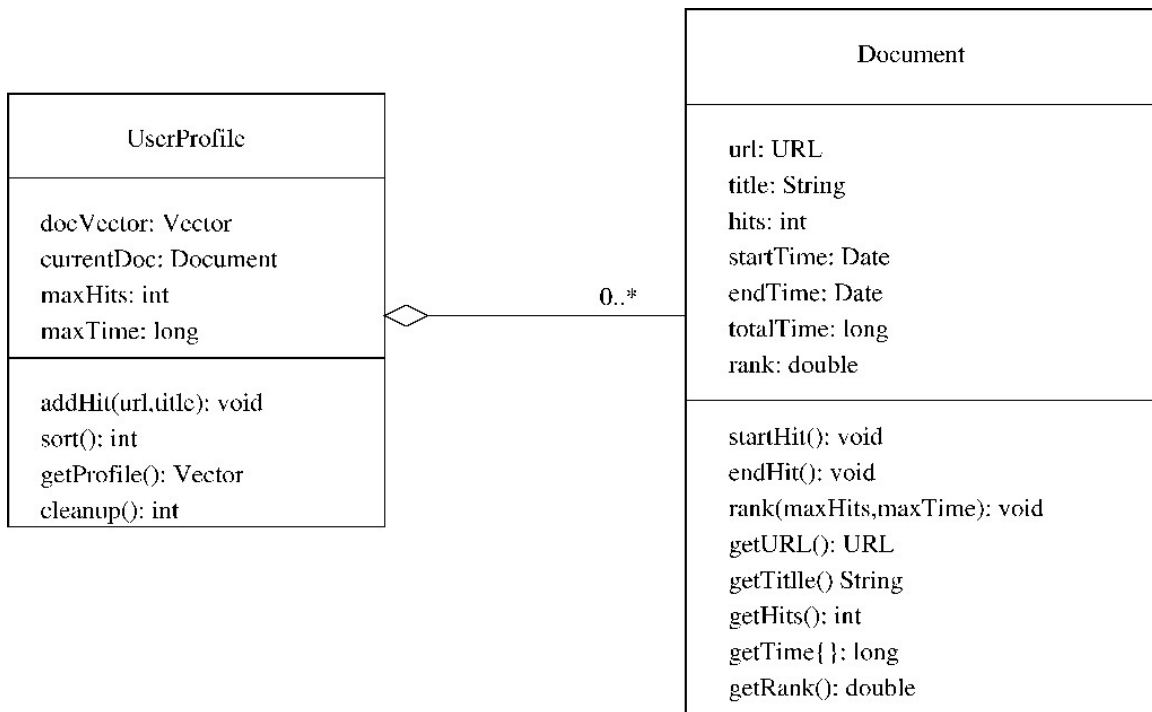 UserProfile
docVector: Vector
currentDoc: Document
maxHits: int
maxTime: long
addHit(url,title): void
sort(): int
getProfile(): Vector
cleanup(): int
0..*
Document
url: URL
title: String
hits: int
startTime: Date
endTime: Date
totalTime: long
rank: double
startHit(): void
endHit(): void
rank(maxHits,maxTime): void
getURL(): URL
getTitlle() String
getHits(): int
getTime{}: long
getRank(): double